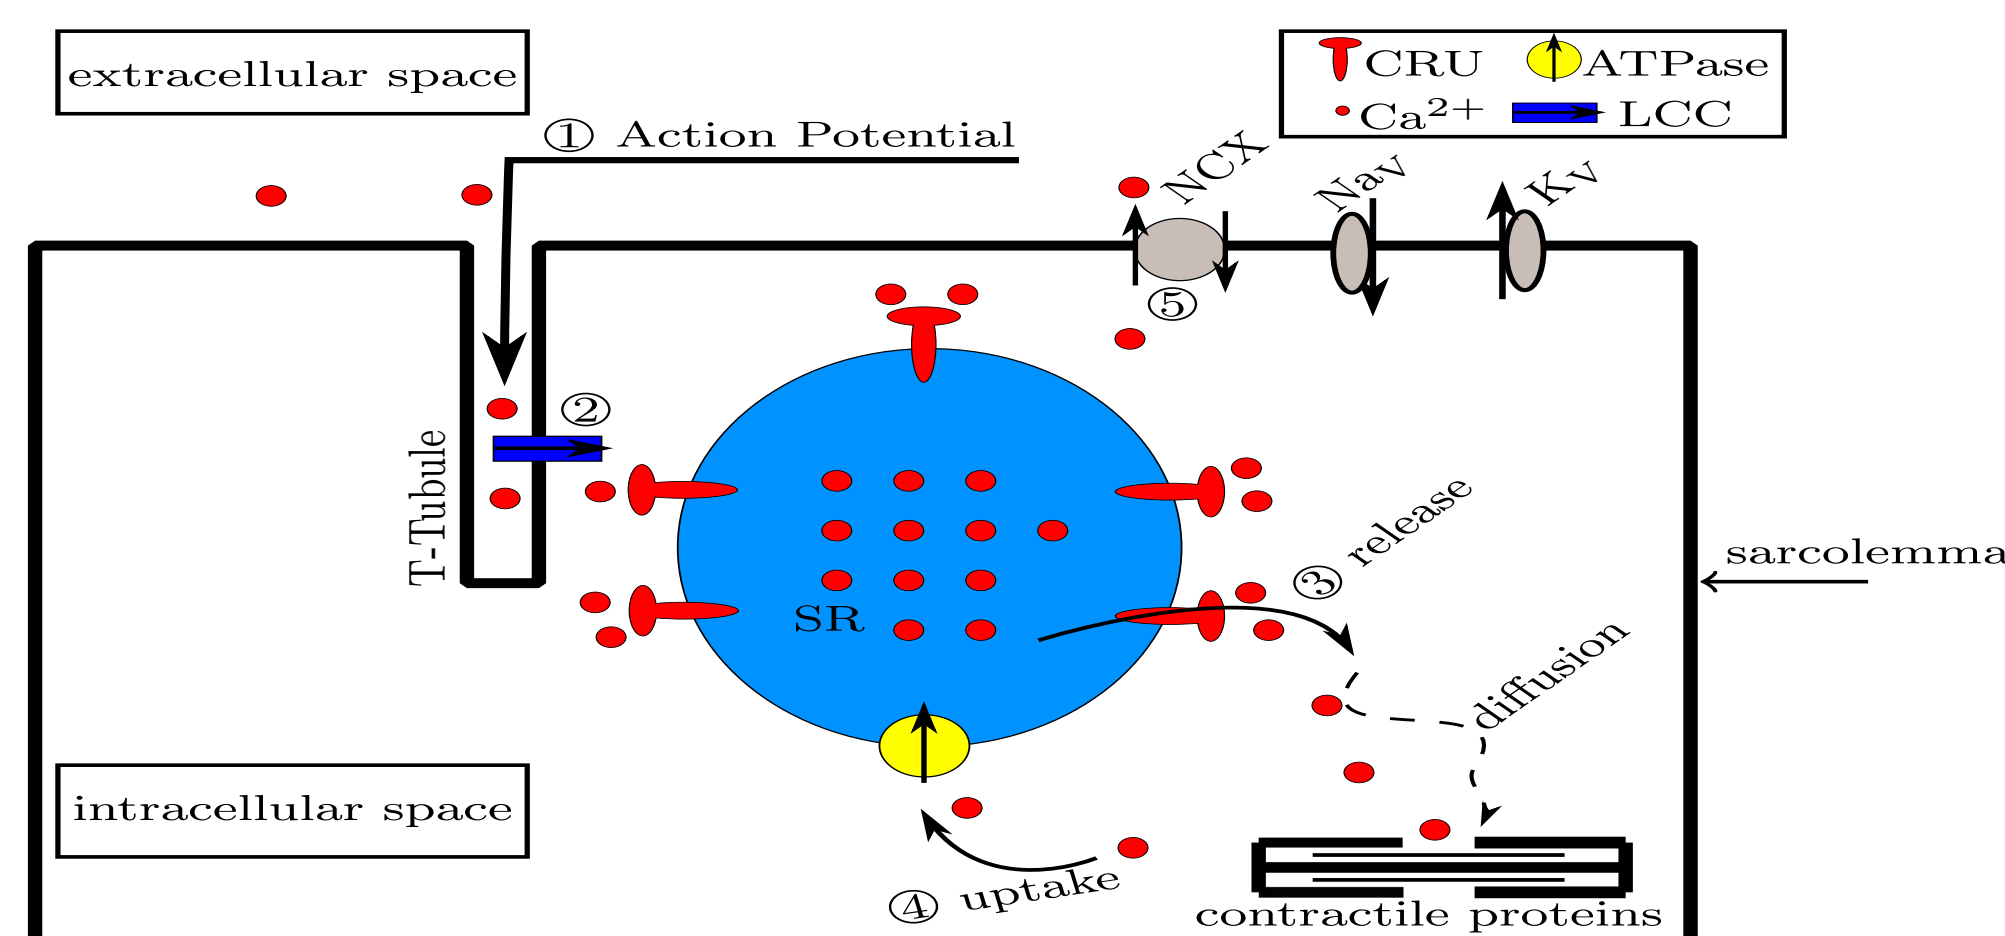 extracellular space
CRU
ATPase
Ca²⁺
LCC
① Action Potential
NCX
Nav
Kv
⑤
②
T-Tubule
③ release
sarcolemma
SR
diffusion
intracellular space
④ uptake
contractile proteins